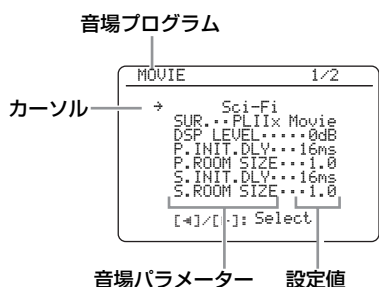 音場プログラム
MOVIE 1/2
カーソル
→ Sci-Fi
SUR.・・PLIIx Movie
DSP LEVEL・・・・・0dB
P.INIT.DLY・・・16ms
P.ROOM SIZE・・・1.0
S.INIT.DLY・・・16ms
S.ROOM SIZE・・・1.0
[◀]/[▶]: Select
音場パラメーター 設定値